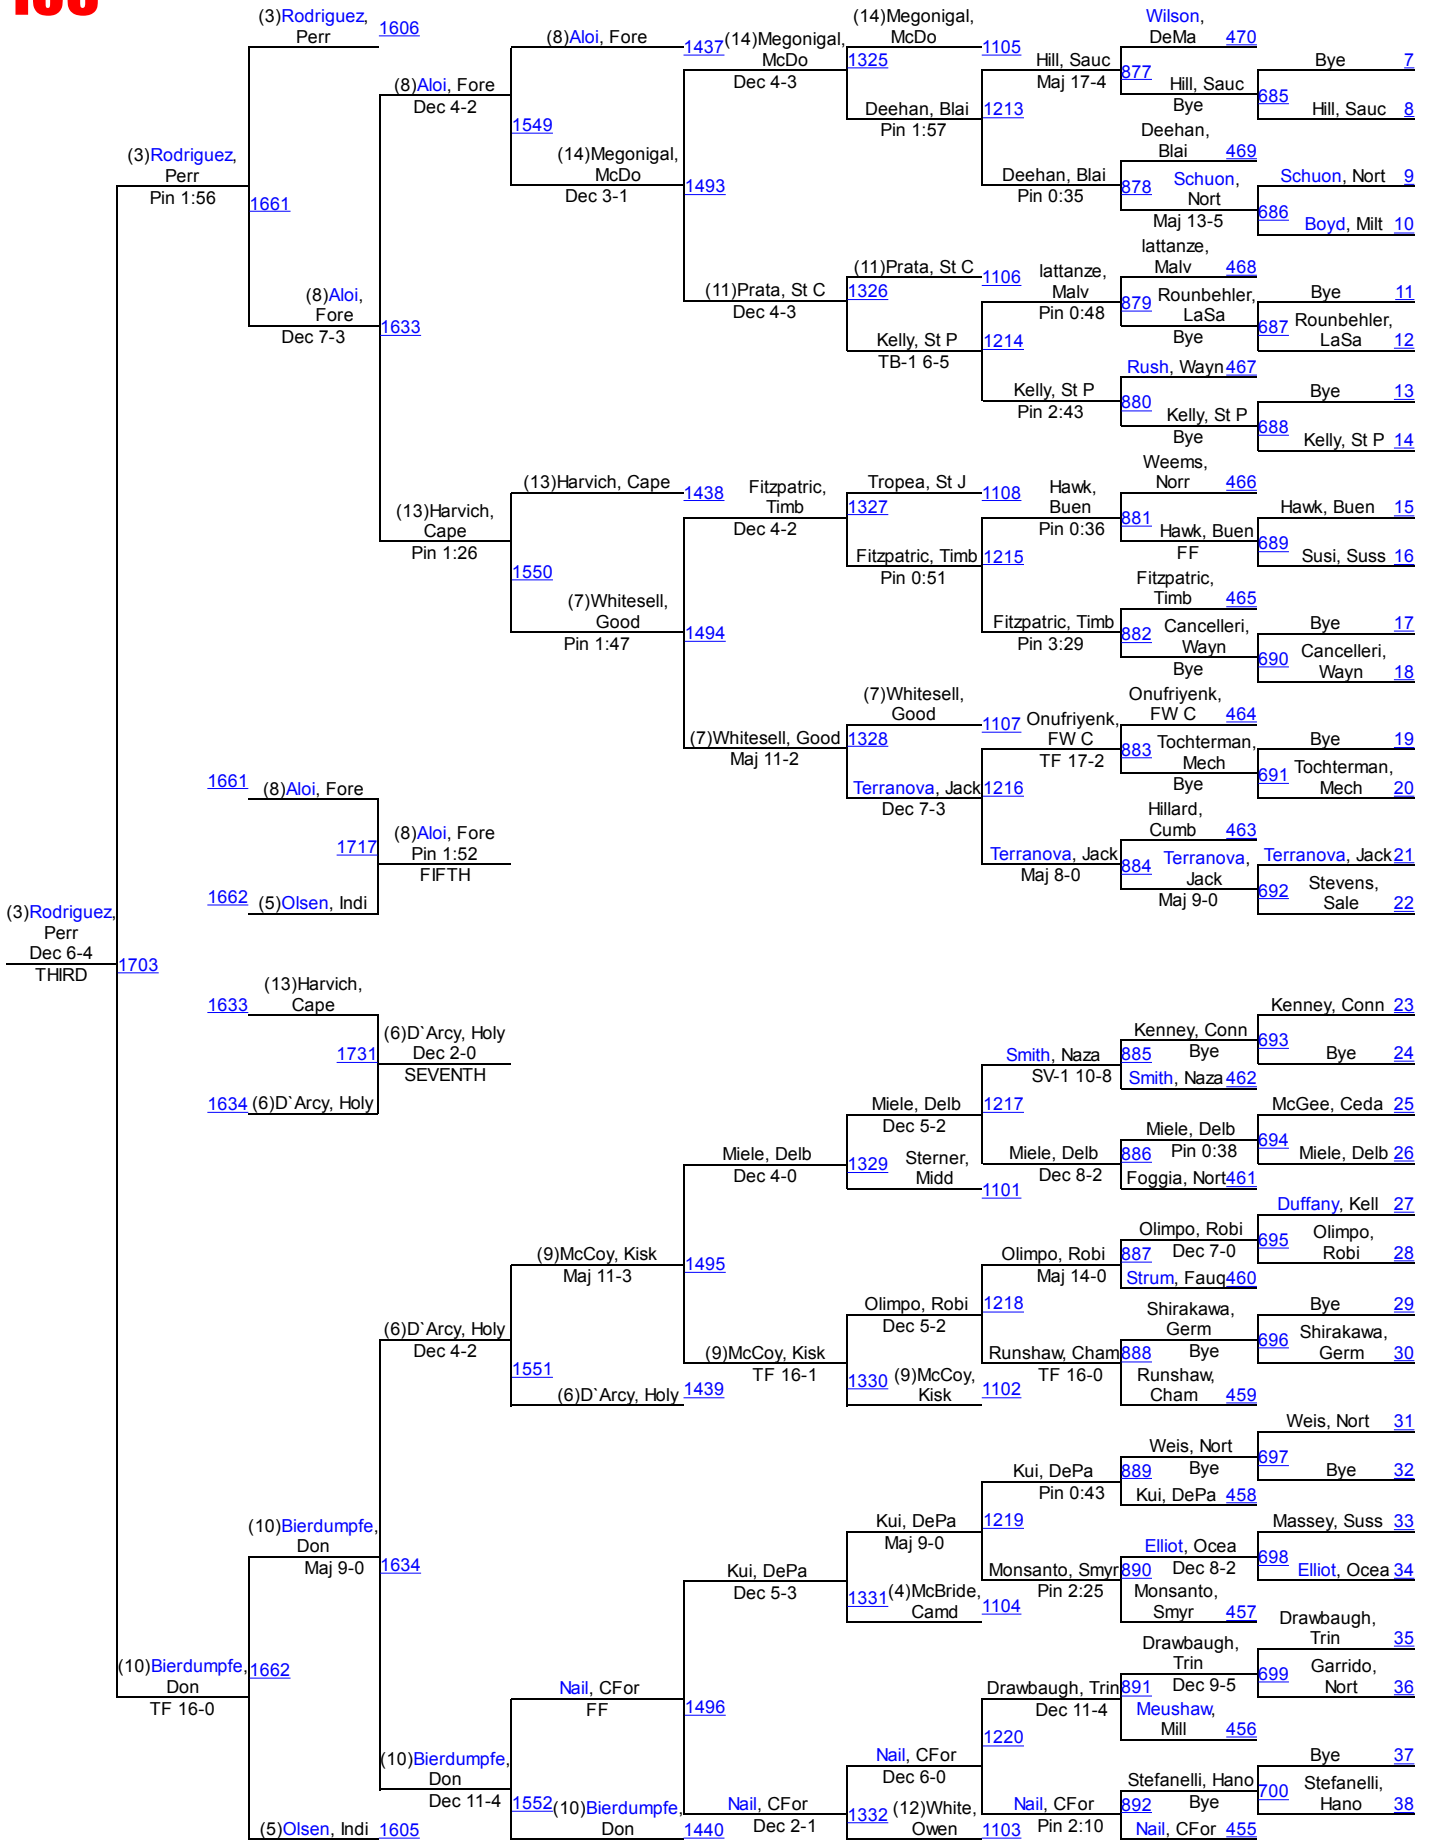 (3)Rodriguez,
Perr
Dec 6-4
THIRD
1703
(3)Rodriguez,
Perr
Pin 1:56
1661
(10)Bierdumpfe,
Don
TF 16-0
1662
(3)Rodriguez,
Perr
1606
(8)Aloi,
Fore
Dec 7-3
1633
1661
(8)Aloi, Fore
1717
1662
(5)Olsen, Indi
(8)Aloi, Fore
Pin 1:52
FIFTH
1633
(13)Harvich,
Cape
1731
1634
(6)D`Arcy, Holy
(6)D`Arcy, Holy
Dec 2-0
SEVENTH
(10)Bierdumpfe,
Don
Maj 9-0
1634
(5)Olsen, Indi
1605
(8)Aloi, Fore
Dec 4-2
1549
(13)Harvich,
Cape
Pin 1:26
1550
(6)D`Arcy, Holy
Dec 4-2
1551
(10)Bierdumpfe,
Don
Dec 11-4
1552
(8)Aloi, Fore
1437
(14)Megonigal,
McDo
Dec 3-1
1493
(13)Harvich, Cape
1438
(7)Whitesell,
Good
Pin 1:47
1494
(9)McCoy, Kisk
Maj 11-3
1495
(6)D`Arcy, Holy
1439
Nail, CFor
FF
1496
(10)Bierdumpfe,
Don
1440
(14)Megonigal,
McDo
Dec 4-3
1325
(11)Prata, St C
Dec 4-3
1326
Fitzpatric,
Timb
Dec 4-2
1327
(7)Whitesell, Good
Maj 11-2
1328
Miele, Delb
Dec 4-0
1329
(9)McCoy, Kisk
TF 16-1
1330
Kui, DePa
Dec 5-3
1331
Nail, CFor
Dec 2-1
1332
(14)Megonigal,
McDo
1105
Deehan, Blai
Pin 1:57
1213
(11)Prata, St C
1106
Kelly, St P
TB-1 6-5
1214
Tropea, St J
1108
Fitzpatric, Timb
Pin 0:51
1215
(7)Whitesell,
Good
1107
Terranova, Jack
Dec 7-3
1216
Miele, Delb
Dec 5-2
1217
Sterner,
Midd
1101
Olimpo, Robi
Dec 5-2
1218
(9)McCoy,
Kisk
1102
Kui, DePa
Maj 9-0
1219
(4)McBride,
Camd
1104
Nail, CFor
Dec 6-0
1220
(12)White,
Owen
1103
Hill, Sauc
Maj 17-4
877
Deehan, Blai
Pin 0:35
878
Iattanze,
Malv
Pin 0:48
879
Kelly, St P
Pin 2:43
880
Hawk,
Buen
Pin 0:36
881
Fitzpatric, Timb
Pin 3:29
882
Onufriyenk,
FW C
TF 17-2
883
Terranova, Jack
Maj 8-0
884
Smith, Naza
SV-1 10-8
885
Miele, Delb
Dec 8-2
886
Olimpo, Robi
Maj 14-0
887
Runshaw, Cham
TF 16-0
888
Kui, DePa
Pin 0:43
889
Monsanto, Smyr
Pin 2:25
890
Drawbaugh, Trin
Dec 11-4
891
Nail, CFor
Pin 2:10
892
Wilson,
DeMa
470
Hill, Sauc
Bye
685
Deehan,
Blai
469
Schuon,
Nort
Maj 13-5
686
Iattanze,
Malv
468
Rounbehler,
LaSa
Bye
687
Rush, Wayn
467
Kelly, St P
Bye
688
Weems,
Norr
466
Hawk, Buen
FF
689
Fitzpatric,
Timb
465
Cancelleri,
Wayn
Bye
690
Onufriyenk,
FW C
464
Tochterman,
Mech
Bye
691
Hillard,
Cumb
463
Terranova,
Jack
Maj 9-0
692
Kenney, Conn
Bye
693
Smith, Naza
462
Miele, Delb
Pin 0:38
694
Foggia, Nort
461
Olimpo, Robi
Dec 7-0
695
Strum, Fauq
460
Shirakawa,
Germ
Bye
696
Runshaw,
Cham
459
Weis, Nort
Bye
697
Kui, DePa
458
Elliot, Ocea
Dec 8-2
698
Monsanto,
Smyr
457
Drawbaugh,
Trin
Dec 9-5
699
Meushaw,
Mill
456
Stefanelli, Hano
Bye
700
Nail, CFor
455
Bye
7
Hill, Sauc
8
Schuon, Nort
9
Boyd, Milt
10
Bye
11
Rounbehler,
LaSa
12
Bye
13
Kelly, St P
14
Hawk, Buen
15
Susi, Suss
16
Bye
17
Cancelleri,
Wayn
18
Bye
19
Tochterman,
Mech
20
Terranova, Jack
21
Stevens,
Sale
22
Kenney, Conn
23
Bye
24
McGee, Ceda
25
Miele, Delb
26
Duffany, Kell
27
Olimpo,
Robi
28
Bye
29
Shirakawa,
Germ
30
Weis, Nort
31
Bye
32
Massey, Suss
33
Elliot, Ocea
34
Drawbaugh,
Trin
35
Garrido,
Nort
36
Bye
37
Stefanelli,
Hano
38